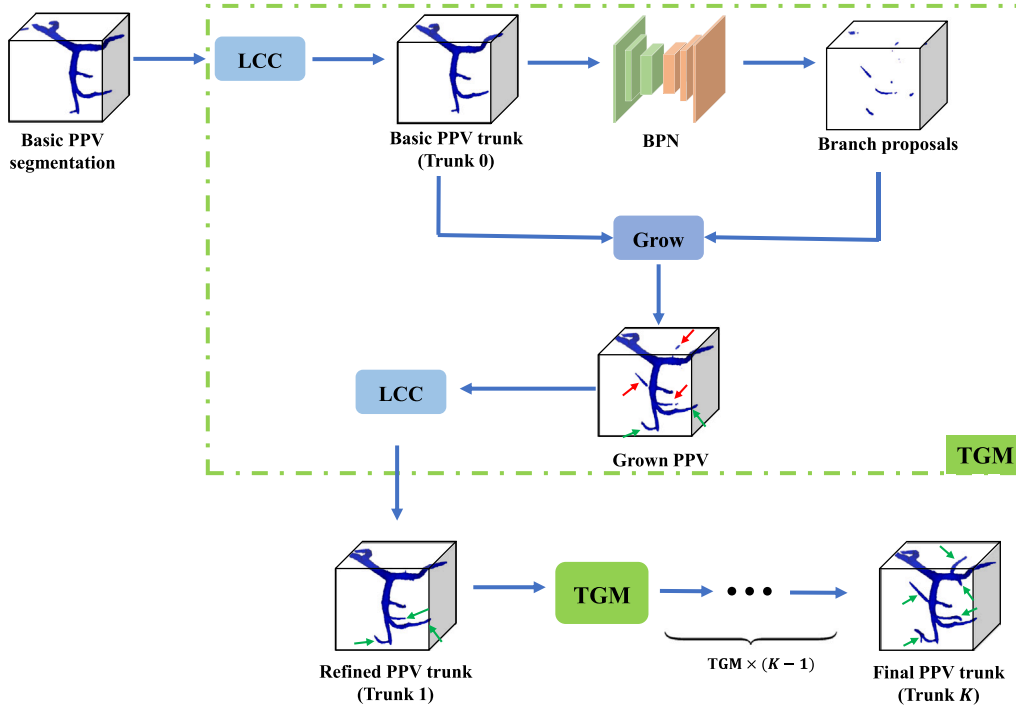 LCC
Basic PPV
segmentation
Basic PPV trunk
(Trunk 0)
BPN
Branch proposals
Grow
LCC
Grown PPV
TGM
TGM
Refined PPV trunk
(Trunk 1)
TGM × (K − 1)
Final PPV trunk
(Trunk K)